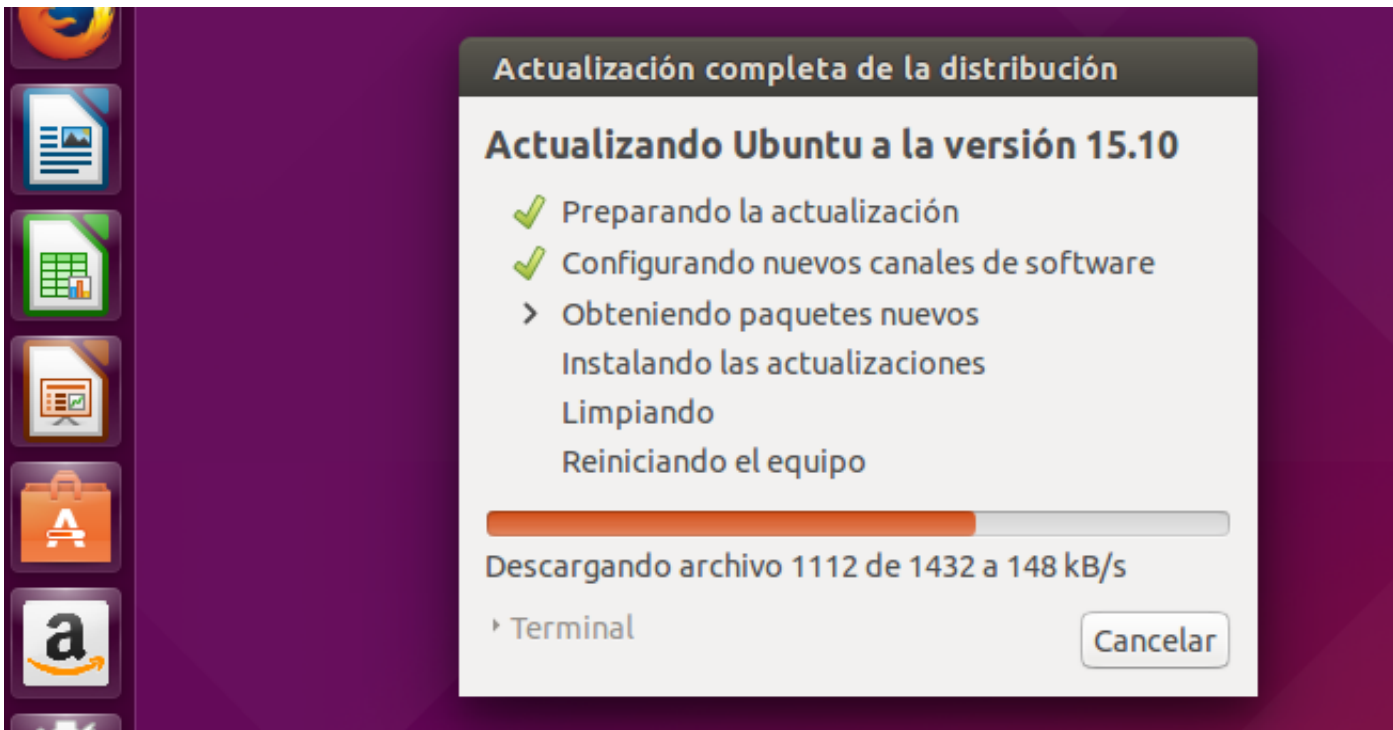 Actualización completa de la distribución
Actualizando Ubuntu a la versión 15.10
Preparando la actualización
Configurando nuevos canales de software
Obteniendo paquetes nuevos
Instalando las actualizaciones
Limpiando
Reiniciando el equipo
Descargando archivo 1112 de 1432 a 148 kB/s
Terminal
Cancelar
A
a